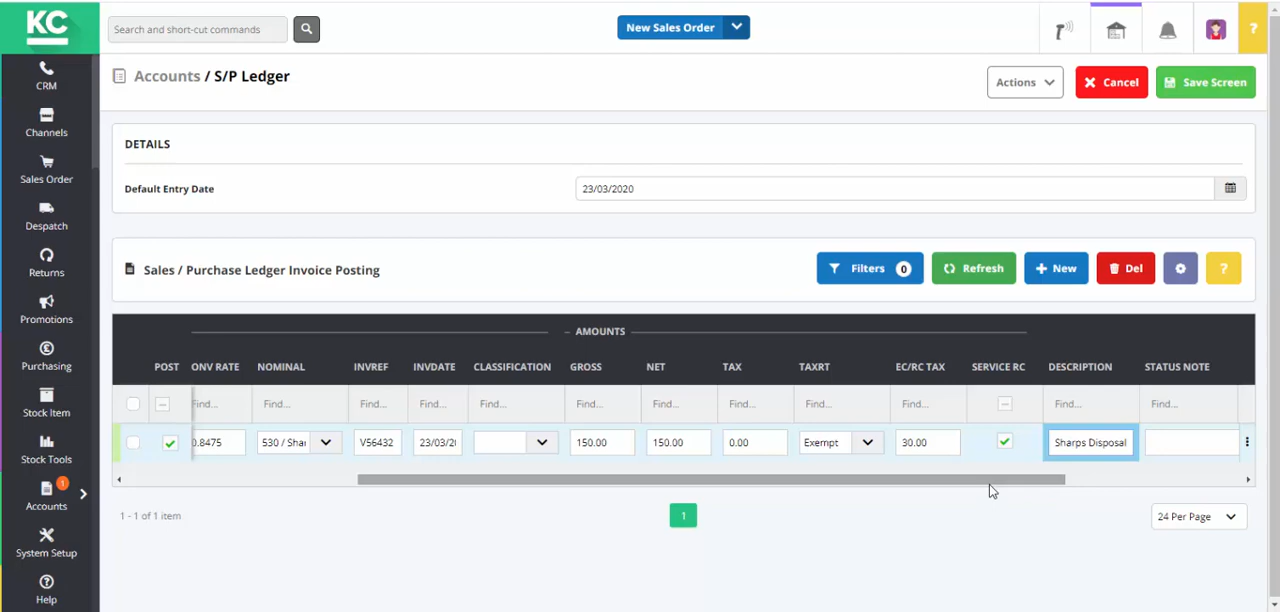 KC
Search and short-cut commands
New Sales Order
?
CRM
Channels
Sales Order
Despatch
Returns
Promotions
Purchasing
Stock Item
Stock Tools
1
Accounts
System Setup
Help
Accounts / S/P Ledger
Actions
Cancel
Save Screen
DETAILS
Default Entry Date
23/03/2020
Sales / Purchase Ledger Invoice Posting
Filters 0
Refresh
New
Del
?
AMOUNTS
POST ONV RATE NOMINAL INVREF INVDATE CLASSIFICATION GROSS NET TAX TAXRT EC/RC TAX SERVICE RC DESCRIPTION STATUS NOTE
Find... Find... Find... Find... Find... Find... Find... Find... Find... Find... Find... Find...
0.8475 530 / Shar V56432 23/03/2 150.00 150.00 0.00 Exempt 30.00 Sharps Disposal
1 - 1 of 1 item
1
24 Per Page